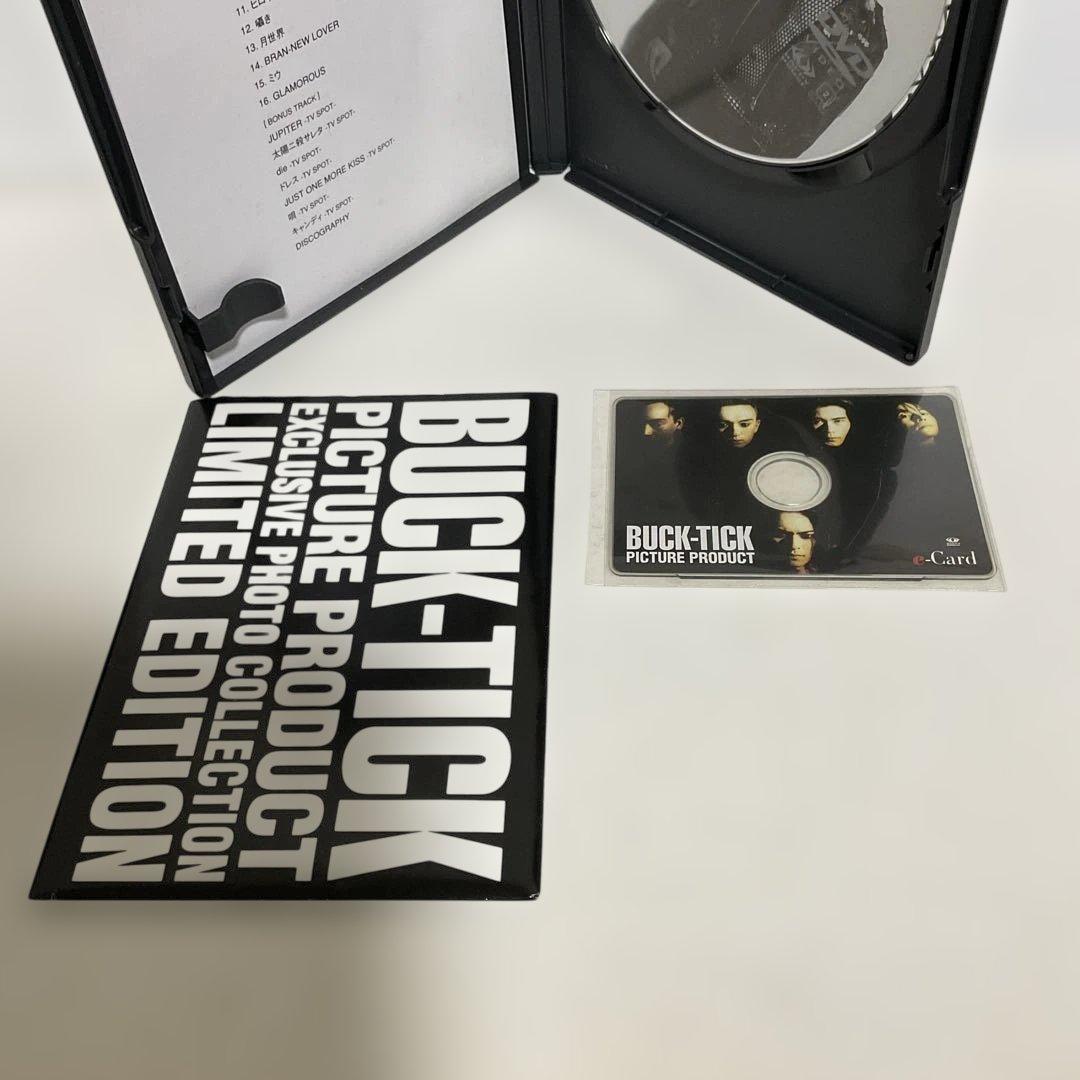 12. 囁き
13. 月世界
14. BRAN-NEW LOVER
15. ミウ
16. GLAMOROUS
[ BONUS TRACK ]
JUPITER -TV SPOT-
太陽ニ殺サレタ -TV SPOT-
die -TV SPOT-
ドレス -TV SPOT-
JUST ONE MORE KISS -TV SPOT-
唄 -TV SPOT-
キャンディ -TV SPOT-
DISCOGRAPHY
DVD
BUCK-TICK
PICTURE PRODUCT
EXCLUSIVE PHOTO COLLECTION
LIMITED EDITION
BUCK-TICK
PICTURE PRODUCT
e-Card